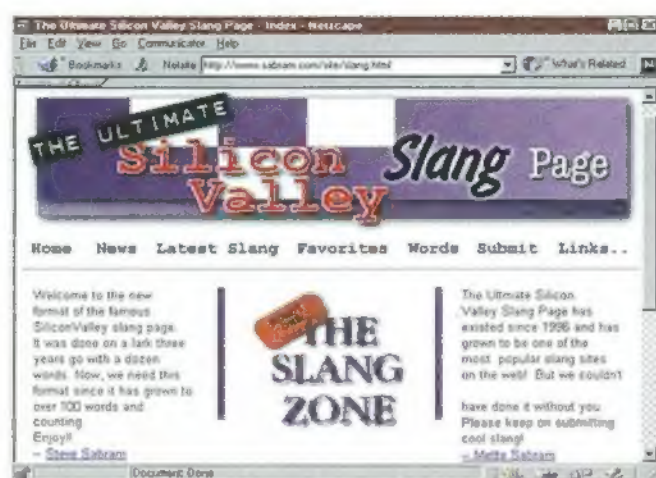 The Ultimate Silicon Valley Slang Page - Index - Netscape
File Edit View Go Communicator Help
Bookmarks Netsite http://www.sabram.com/site/slang.html What's Related N
THE ULTIMATE
Silicon Valley Slang Page
Home News Latest Slang Favorites Words Submit Links..
Welcome to the new
format of the famous
SiliconValley slang page.
It was done on a lark three
years go with a dozen
words. Now, we need this
format since it has grown to
over 100 words and
counting
Enjoy!!
-- Steve Sabram
THE
SLANG
ZONE
The Ultmate Silicon
Valley Slang Page has
existed since 1996 and has
grown to be one of the
most popular slang sites
on the web! But we couldn't
have done it without you
Please keep on submitting
cool slang!
-- Mette Sabram
Document: Done